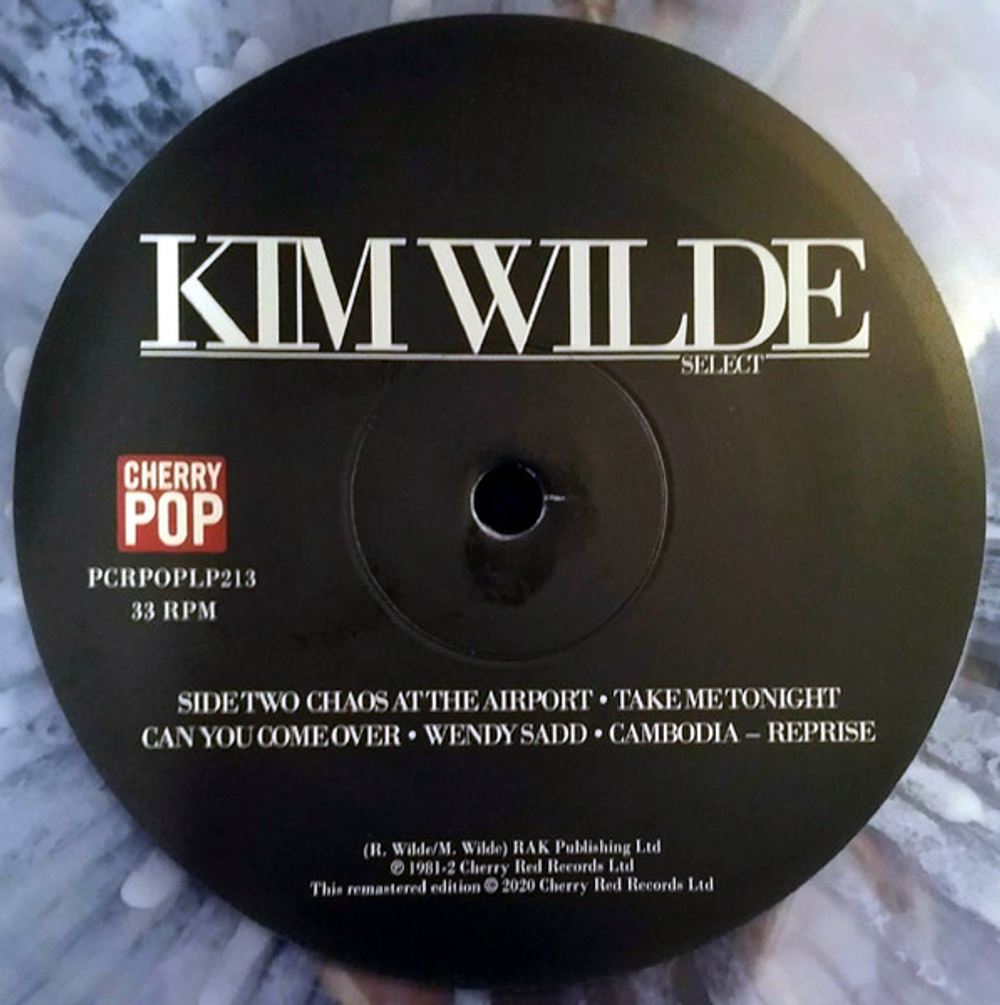 KIM WILDE
SELECT
CHERRY
POP
PCRPOPLP213
33 RPM
SIDE TWO CHAOS AT THE AIRPORT • TAKE ME TONIGHT
CAN YOU COME OVER • WENDY SADD • CAMBODIA – REPRISE
(R. Wilde/M. Wilde) RAK Publishing Ltd
℗ 1981-2 Cherry Red Records Ltd
This remastered edition © 2020 Cherry Red Records Ltd